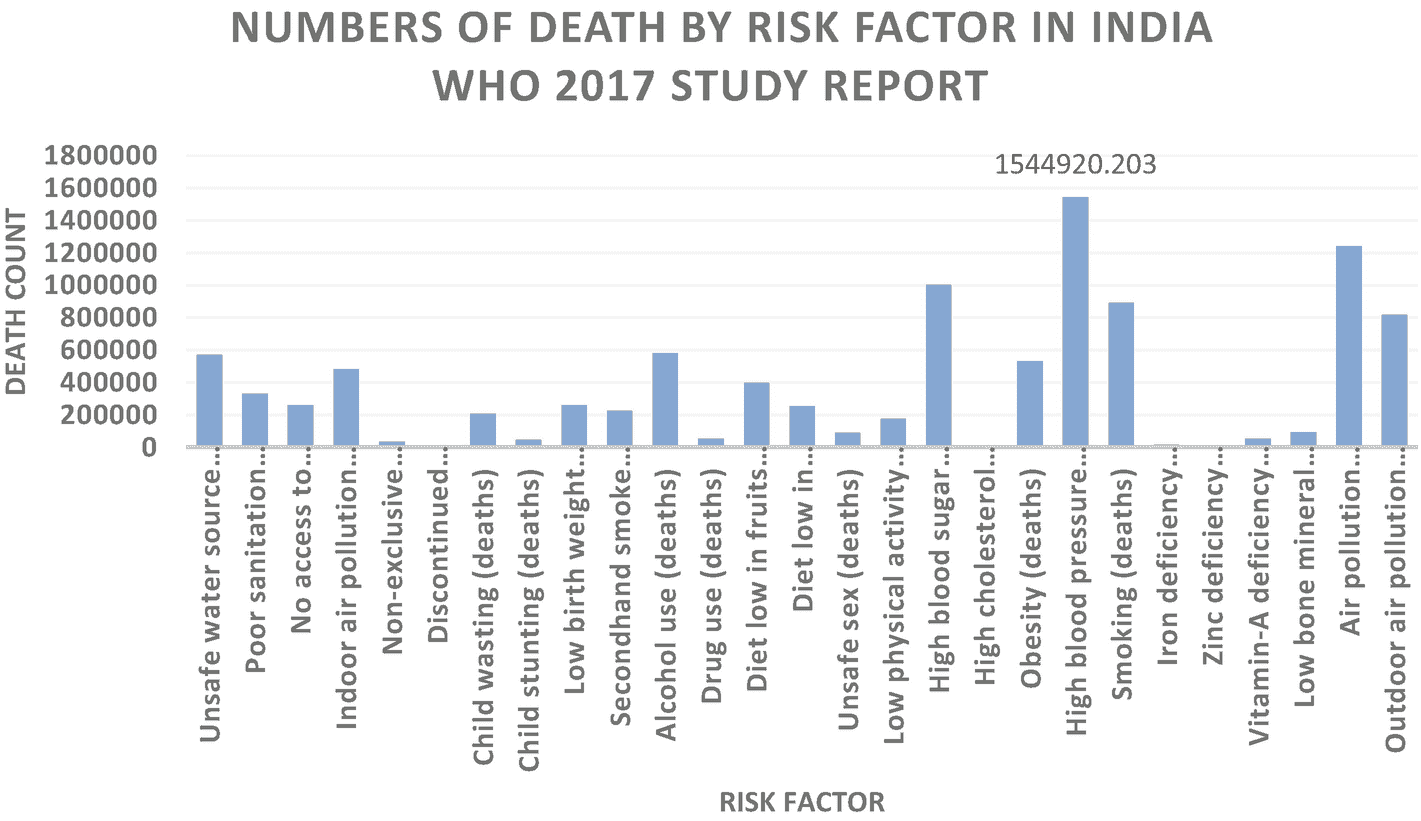 NUMBERS OF DEATH BY RISK FACTOR IN INDIA
WHO 2017 STUDY REPORT
DEATH COUNT
1800000
1600000
1400000
1200000
1000000
800000
600000
400000
200000
0
1544920.203
Unsafe water source...
Poor sanitation...
No access to...
Indoor air pollution...
Non-exclusive...
Discontinued...
Child wasting (deaths)
Child stunting (deaths)
Low birth weight...
Secondhand smoke...
Alcohol use (deaths)
Drug use (deaths)
Diet low in fruits...
Diet low in...
Unsafe sex (deaths)
Low physical activity...
High blood sugar...
High cholesterol...
Obesity (deaths)
High blood pressure...
Smoking (deaths)
Iron deficiency...
Zinc deficiency...
Vitamin-A deficiency...
Low bone mineral...
Air pollution...
Outdoor air pollution...
RISK FACTOR